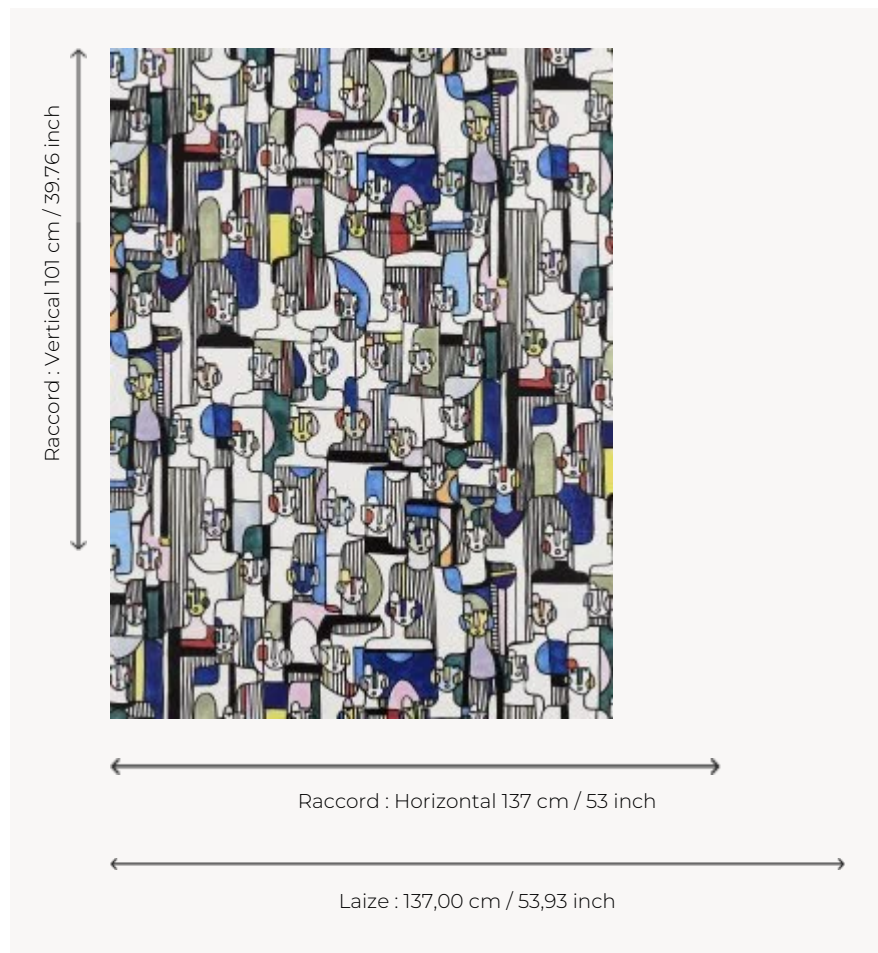 Raccord : Vertical 101 cm / 39.76 inch
Raccord : Horizontal 137 cm / 53 inch
Laize : 137,00 cm / 53,93 inch